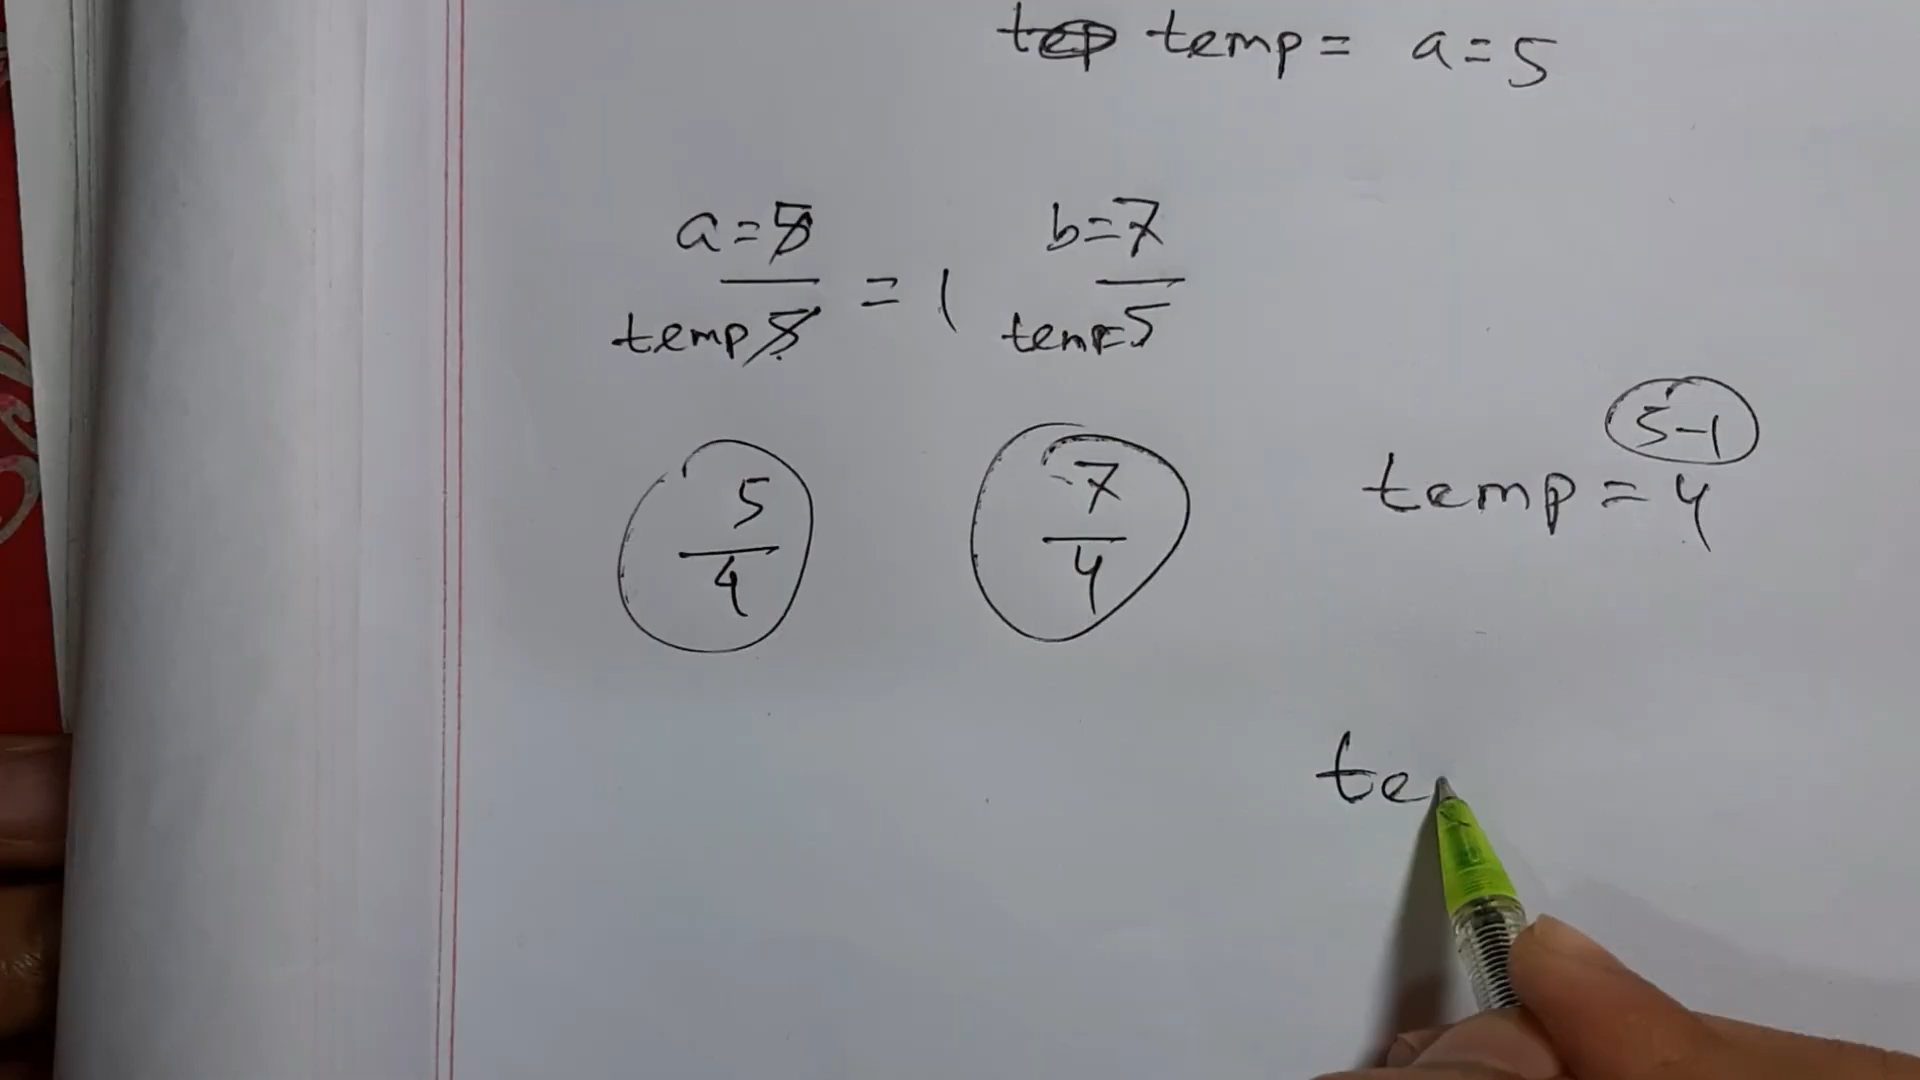 temp = a=5
a=5 b=7
temp 5 = 1 temp=5
5-1
5 7 temp = 4
4 4
te